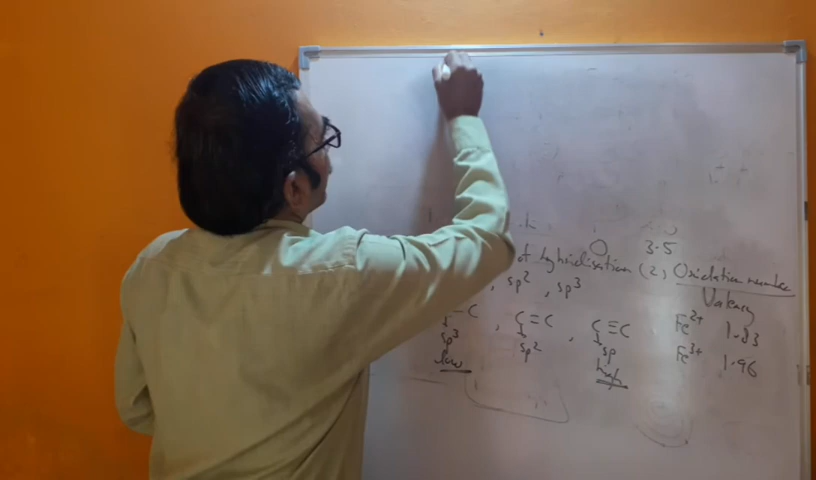 O 3.5
of hybridisation (2) Oxidation number
, sp² , sp³ Valency
C-C , C=C , C≡C Fe²⁺ 1.83
sp³ sp² sp Fe³⁺ 1.96
low high